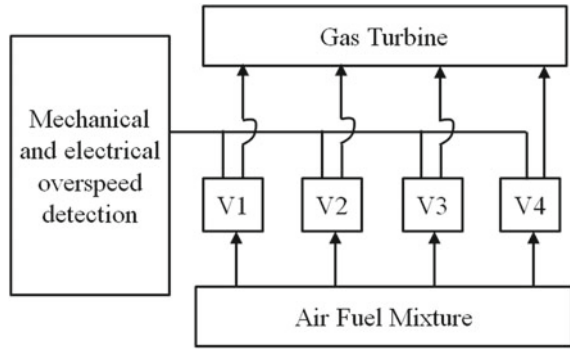 Gas Turbine
Mechanical
and electrical
overspeed
detection
V1
V2
V3
V4
Air Fuel Mixture